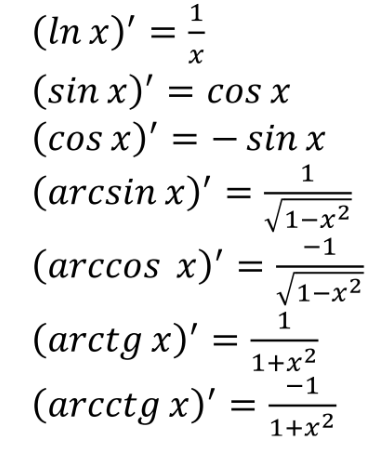 (ln x)′ = 1/x
(sin x)′ = cos x
(cos x)′ = − sin x
(arcsin x)′ = 1/√(1−x²)
(arccos x)′ = −1/√(1−x²)
(arctg x)′ = 1/(1+x²)
(arcctg x)′ = −1/(1+x²)